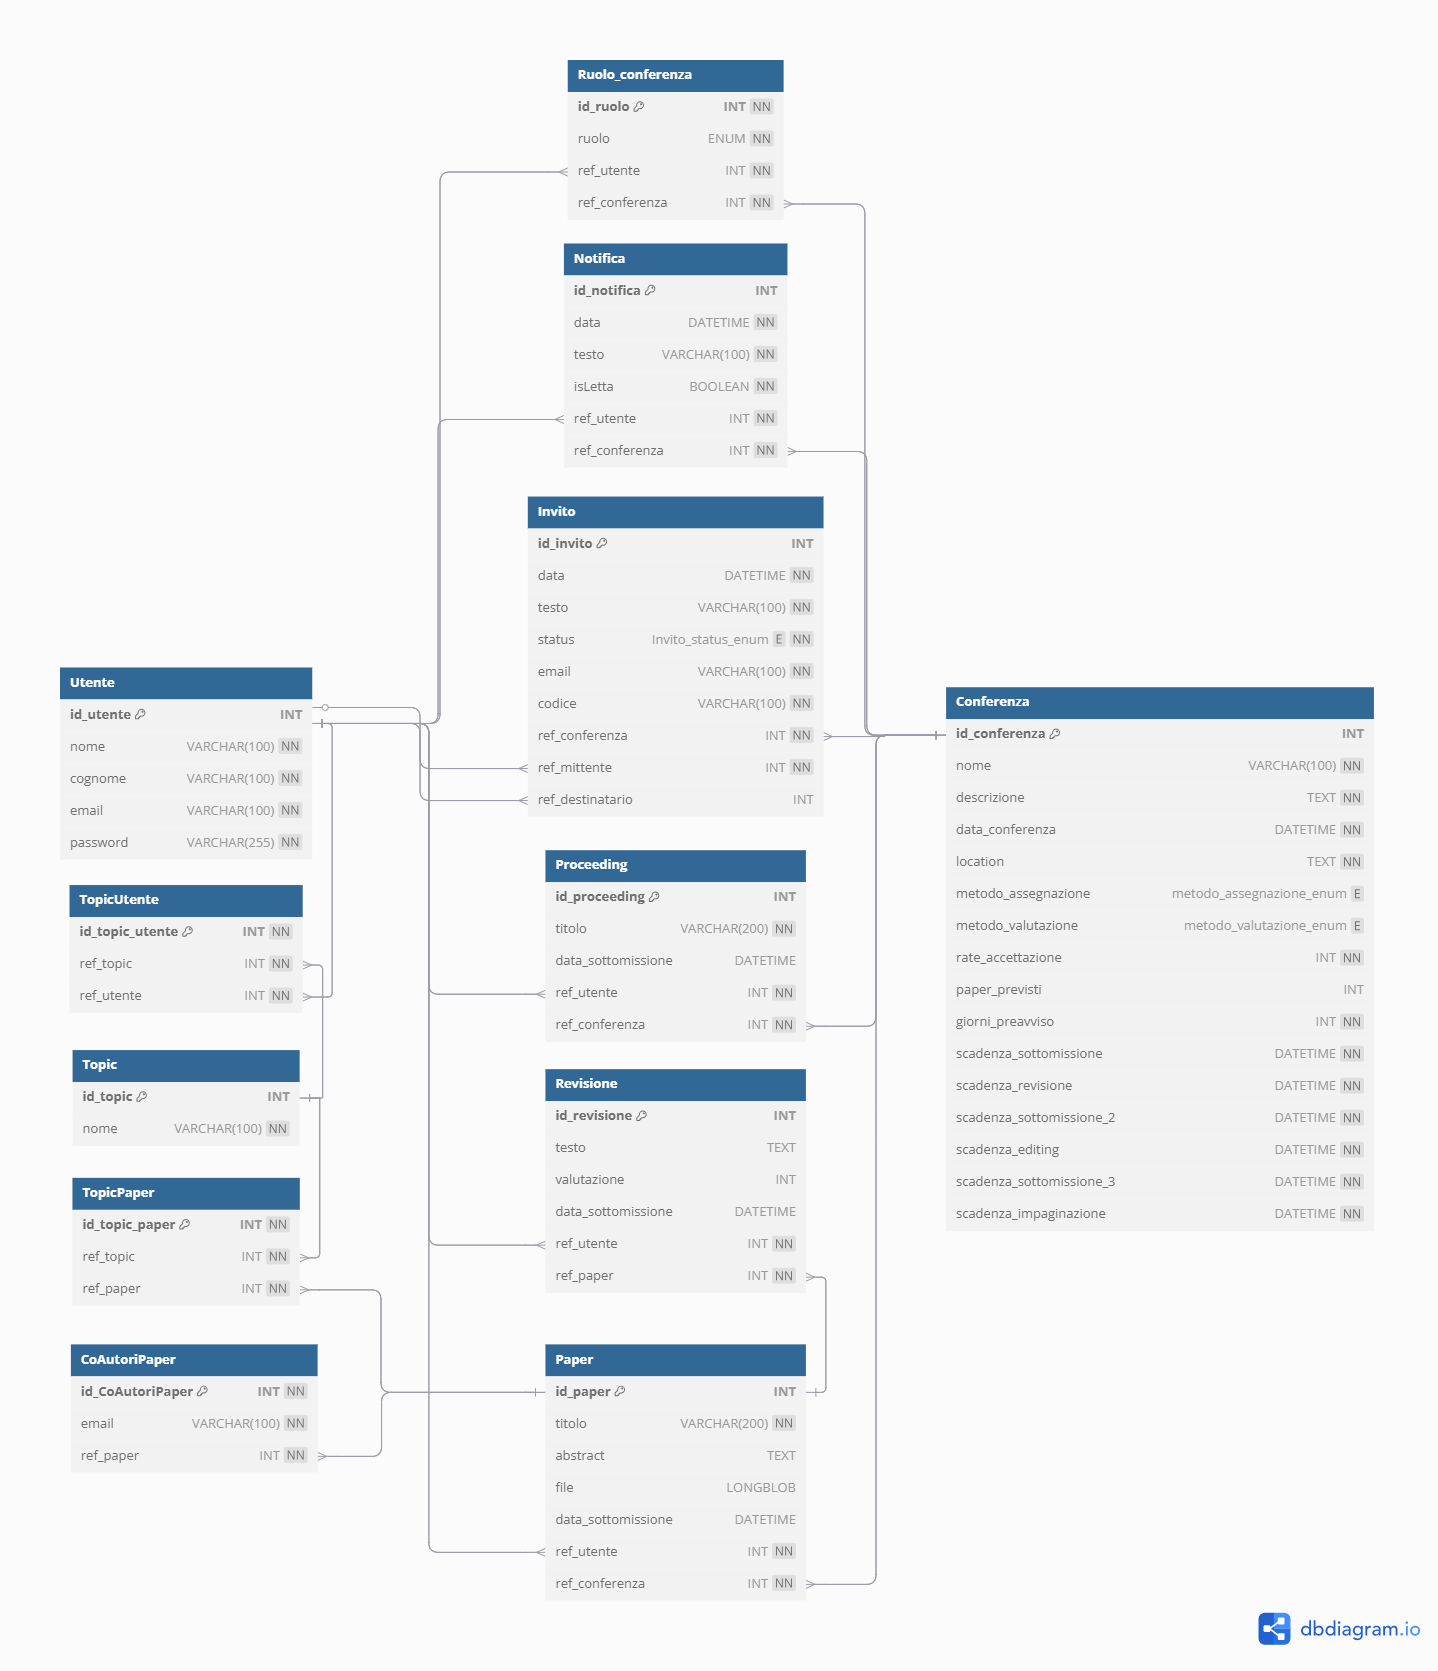 Ruolo_conferenza
id_ruolo INT NN
ruolo ENUM NN
ref_utente INT NN
ref_conferenza INT NN
Notifica
id_notifica INT
data DATETIME NN
testo VARCHAR(100) NN
isLetta BOOLEAN NN
ref_utente INT NN
ref_conferenza INT NN
Invito
id_invito INT
data DATETIME NN
testo VARCHAR(100) NN
status Invito_status_enum E NN
email VARCHAR(100) NN
codice VARCHAR(100) NN
ref_conferenza INT NN
ref_mittente INT NN
ref_destinatario INT
Utente
id_utente INT
nome VARCHAR(100) NN
cognome VARCHAR(100) NN
email VARCHAR(100) NN
password VARCHAR(255) NN
Conferenza
id_conferenza INT
nome VARCHAR(100) NN
descrizione TEXT NN
data_conferenza DATETIME NN
location TEXT NN
metodo_assegnazione metodo_assegnazione_enum E
metodo_valutazione metodo_valutazione_enum E
rate_accettazione INT NN
paper_previsti INT
giorni_preavviso INT NN
scadenza_sottomissione DATETIME NN
scadenza_revisione DATETIME NN
scadenza_sottomissione_2 DATETIME NN
scadenza_editing DATETIME NN
scadenza_sottomissione_3 DATETIME NN
scadenza_impaginazione DATETIME NN
TopicUtente
id_topic_utente INT NN
ref_topic INT NN
ref_utente INT NN
Proceeding
id_proceeding INT
titolo VARCHAR(200) NN
data_sottomissione DATETIME
ref_utente INT NN
ref_conferenza INT NN
Topic
id_topic INT
nome VARCHAR(100) NN
Revisione
id_revisione INT
testo TEXT
valutazione INT
data_sottomissione DATETIME
ref_utente INT NN
ref_paper INT NN
TopicPaper
id_topic_paper INT NN
ref_topic INT NN
ref_paper INT NN
CoAutoriPaper
id_CoAutoriPaper INT NN
email VARCHAR(100) NN
ref_paper INT NN
Paper
id_paper INT
titolo VARCHAR(200) NN
abstract TEXT
file LONGBLOB
data_sottomissione DATETIME
ref_utente INT NN
ref_conferenza INT NN
dbdiagram.io